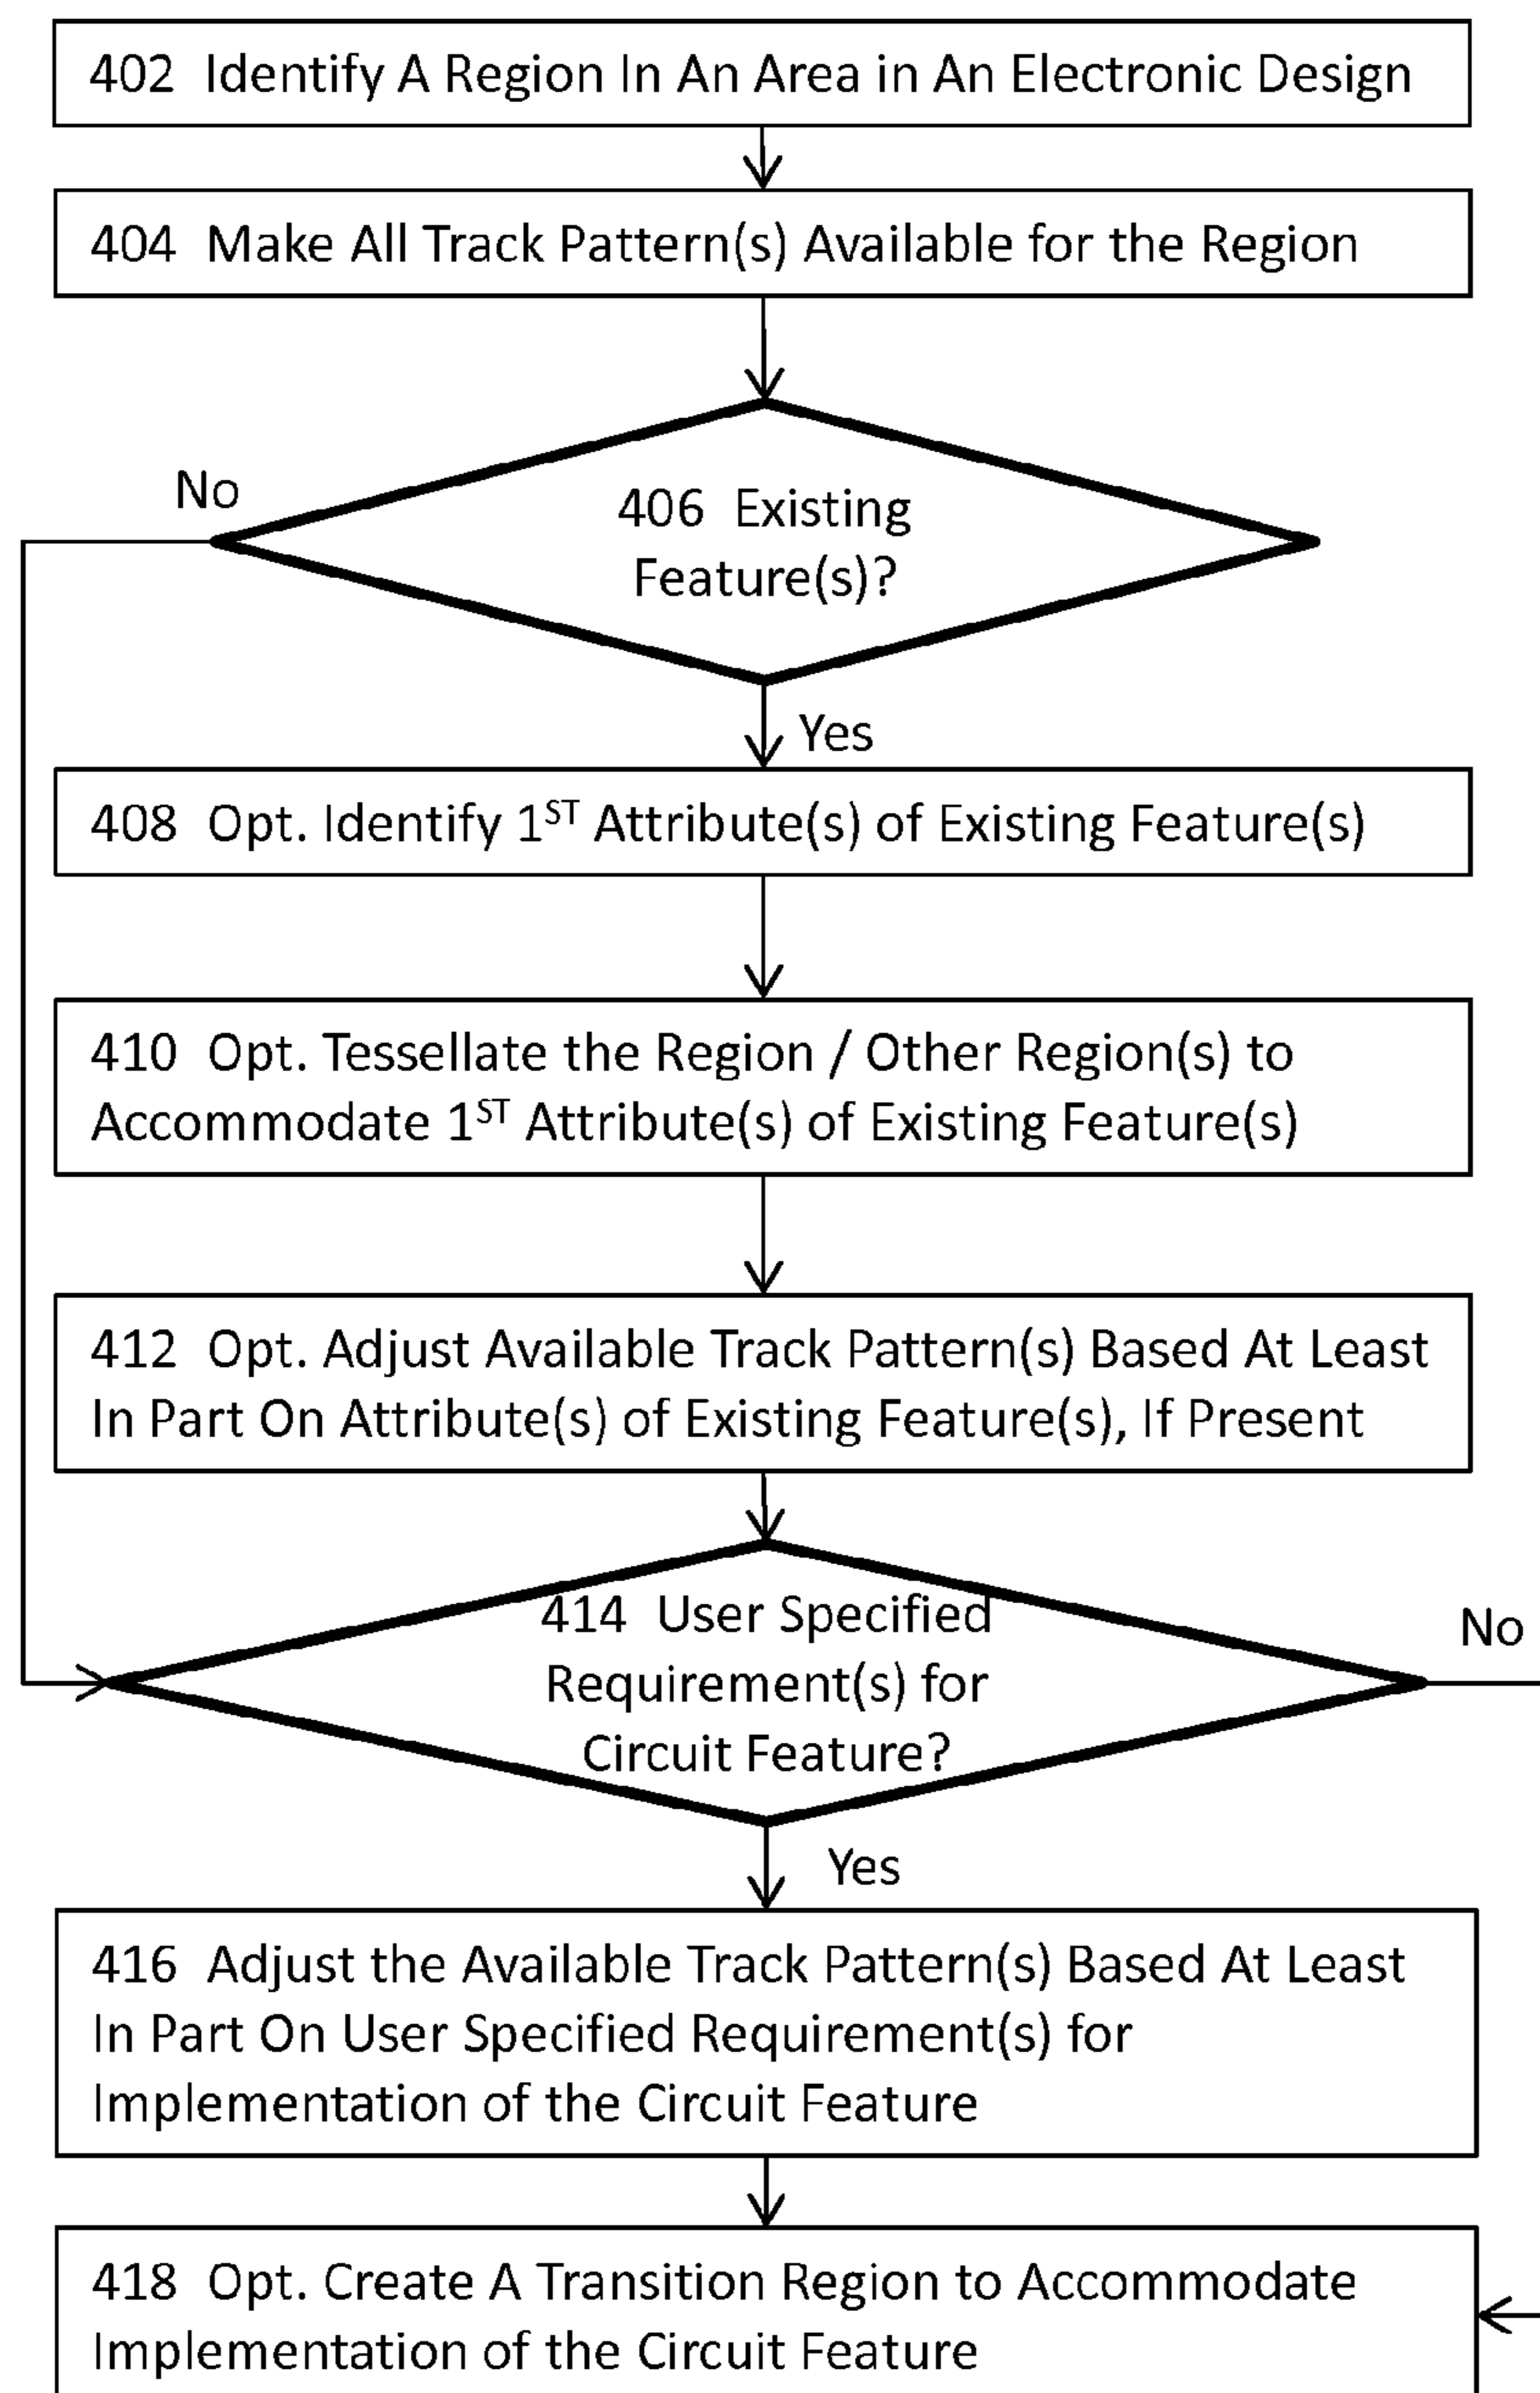 402 Identify A Region In An Area in An Electronic Design
404 Make All Track Pattern(s) Available for the Region
No
406 Existing
Feature(s)?
Yes
408 Opt. Identify 1ST Attribute(s) of Existing Feature(s)
410 Opt. Tessellate the Region / Other Region(s) to
Accommodate 1ST Attribute(s) of Existing Feature(s)
412 Opt. Adjust Available Track Pattern(s) Based At Least
In Part On Attribute(s) of Existing Feature(s), If Present
414 User Specified
Requirement(s) for
Circuit Feature?
No
Yes
416 Adjust the Available Track Pattern(s) Based At Least
In Part On User Specified Requirement(s) for
Implementation of the Circuit Feature
418 Opt. Create A Transition Region to Accommodate
Implementation of the Circuit Feature